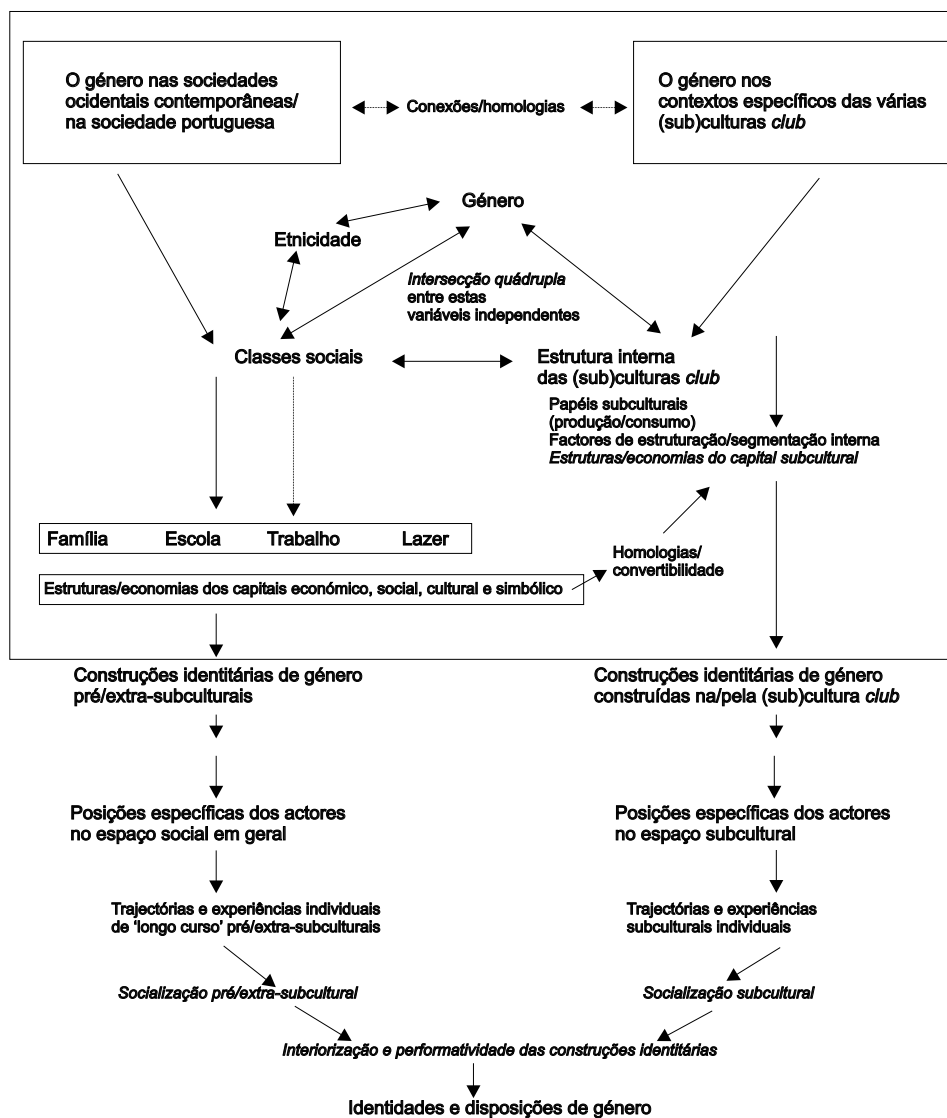 O género nas sociedades
ocidentais contemporâneas/
na sociedade portuguesa
Conexões/homologias
O género nos
contextos específicos das várias
(sub)culturas club
Género
Etnicidade
Intersecção quádrupla
entre estas
variáveis independentes
Classes sociais
Estrutura interna
das (sub)culturas club
Papéis subculturais
(produção/consumo)
Factores de estruturação/segmentação interna
Estruturas/economias do capital subcultural
Família Escola Trabalho Lazer
Homologias/
convertibilidade
Estruturas/economias dos capitais económico, social, cultural e simbólico
Construções identitárias de género
pré/extra-subculturais
Construções identitárias de género
construídas na/pela (sub)cultura club
Posições específicas dos actores
no espaço social em geral
Posições específicas dos actores
no espaço subcultural
Trajectórias e experiências individuais
de ‘longo curso’ pré/extra-subculturais
Trajectórias e experiências
subculturais individuais
Socialização pré/extra-subcultural
Socialização subcultural
Interiorização e performatividade das construções identitárias
Identidades e disposições de género